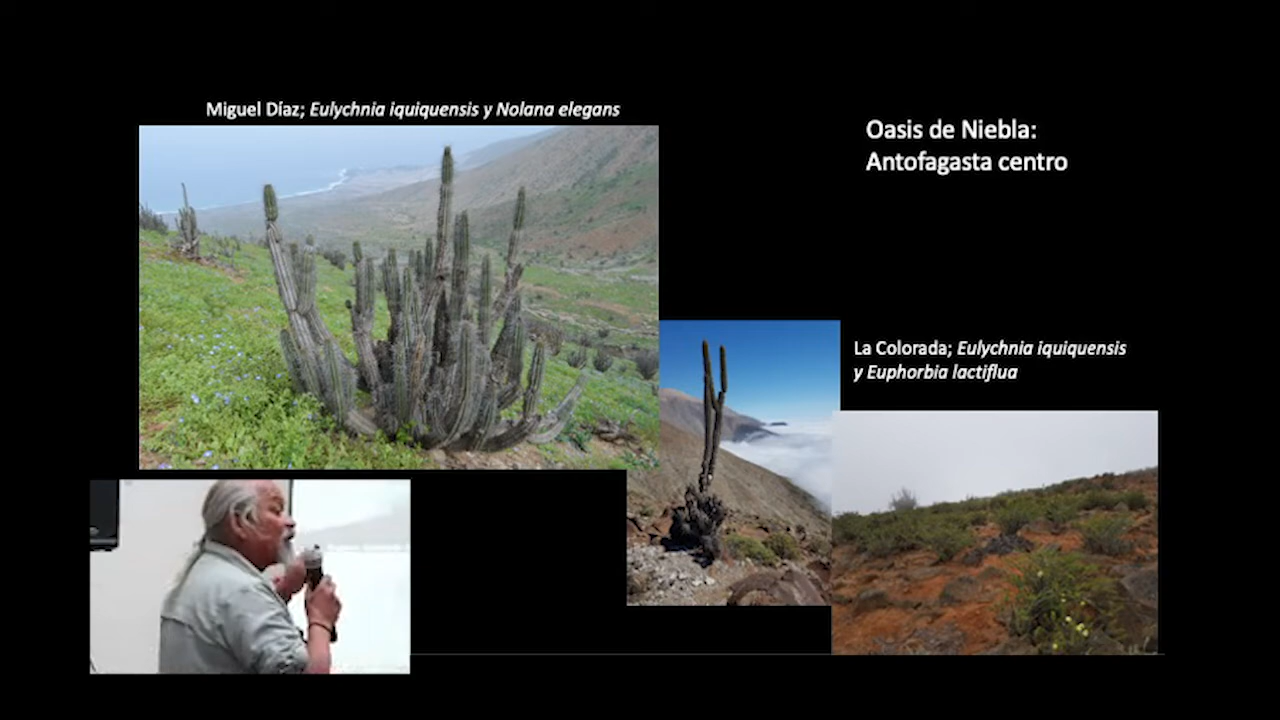 Miguel Díaz; Eulychnia iquiquensis y Nolana elegans
Oasis de Niebla:
Antofagasta centro
La Colorada; Eulychnia iquiquensis
y Euphorbia lactiflua